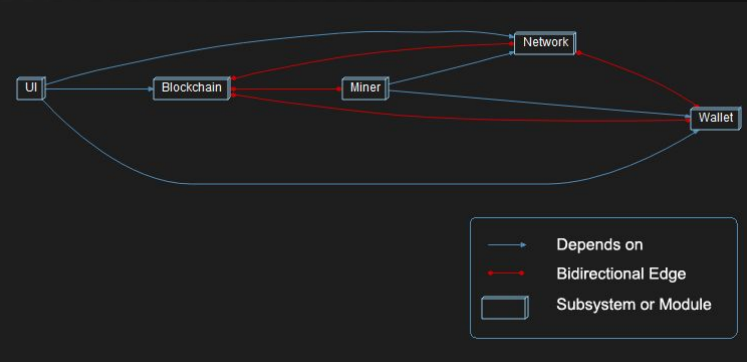 Network
UI
Blockchain
Miner
Wallet
Depends on
Bidirectional Edge
Subsystem or Module